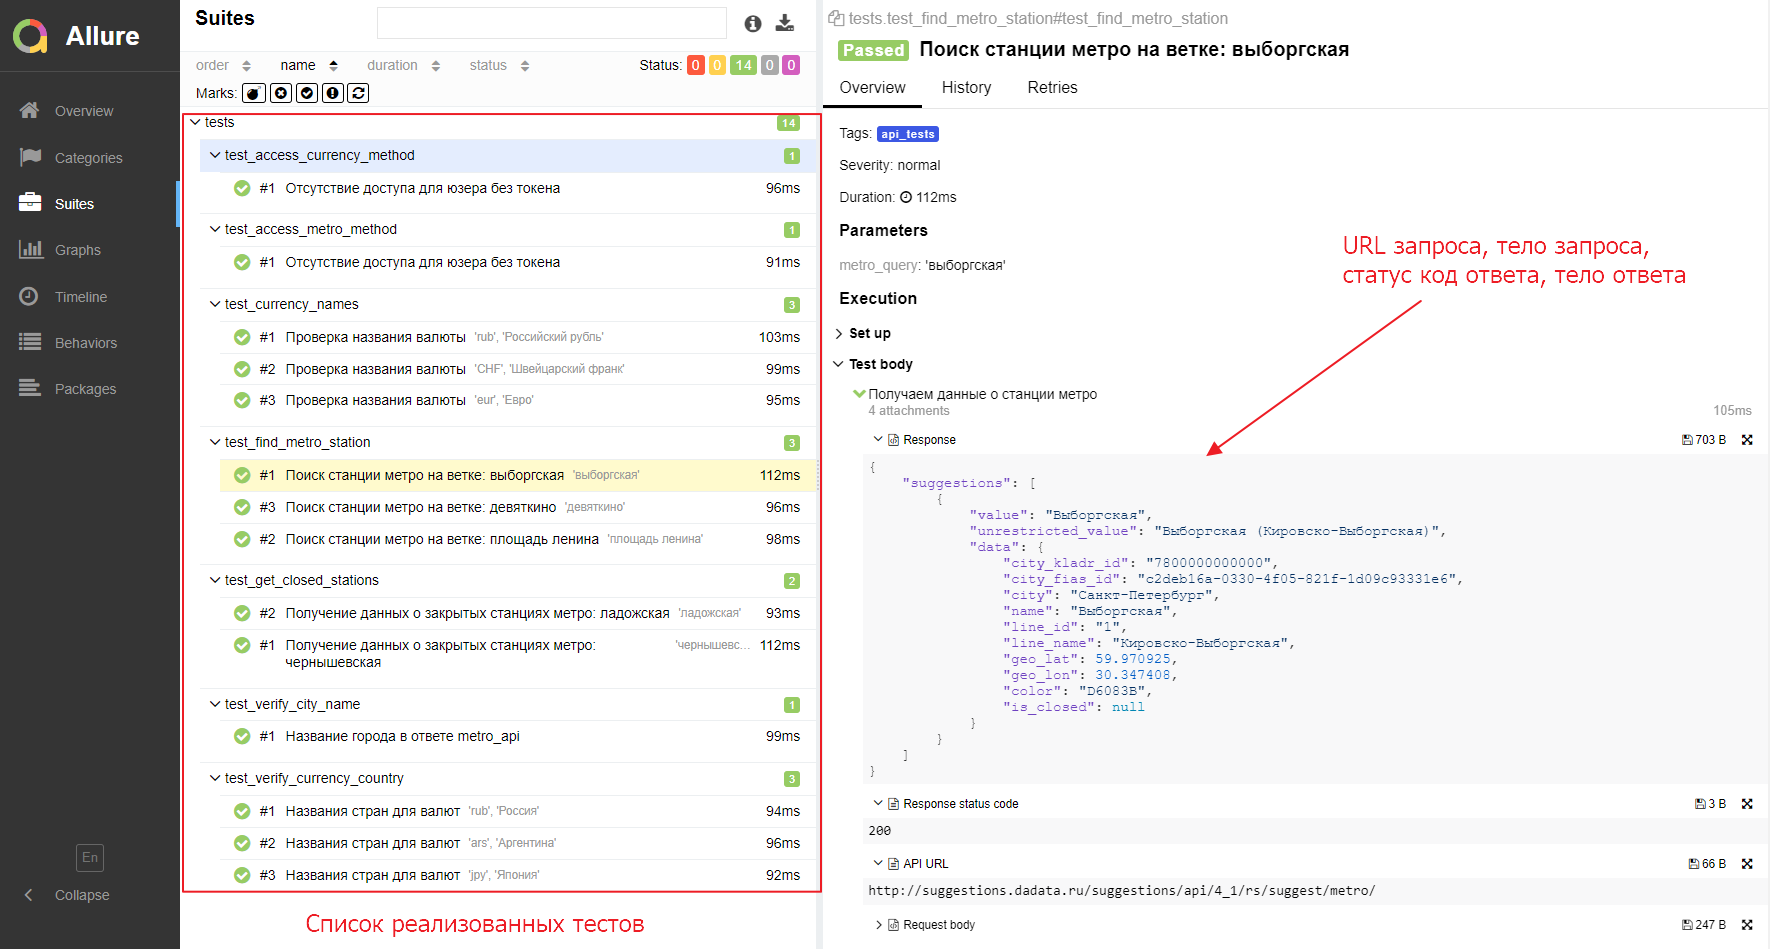 Allure
Overview
Categories
Suites
Graphs
Timeline
Behaviors
Packages
En
Collapse
Suites
order name duration status Status: 0 0 14 0 0
Marks:
tests 14
test_access_currency_method 1
#1 Отсутствие доступа для юзера без токена 96ms
test_access_metro_method 1
#1 Отсутствие доступа для юзера без токена 91ms
test_currency_names 3
#1 Проверка названия валюты 'rub', 'Российский рубль' 103ms
#2 Проверка названия валюты 'CHF', 'Швейцарский франк' 99ms
#3 Проверка названия валюты 'eur', 'Евро' 95ms
test_find_metro_station 3
#1 Поиск станции метро на ветке: выборгская 'выборгская' 112ms
#3 Поиск станции метро на ветке: девяткино 'девяткино' 96ms
#2 Поиск станции метро на ветке: площадь ленина 'площадь ленина' 98ms
test_get_closed_stations 2
#2 Получение данных о закрытых станциях метро: ладожская 'ладожская' 93ms
#1 Получение данных о закрытых станциях метро: 'чернышевс... 112ms
чернышевская
test_verify_city_name 1
#1 Название города в ответе metro_api 99ms
test_verify_currency_country 3
#1 Названия стран для валют 'rub', 'Россия' 94ms
#2 Названия стран для валют 'ars', 'Аргентина' 96ms
#3 Названия стран для валют 'jpy', 'Япония' 92ms
Список реализованных тестов
tests.test_find_metro_station#test_find_metro_station
Passed Поиск станции метро на ветке: выборгская
Overview History Retries
Tags: api_tests
Severity: normal
Duration: 112ms
Parameters
metro_query: 'выборгская'
Execution
URL запроса, тело запроса,
статус код ответа, тело ответа
Set up
Test body
Получаем данные о станции метро
4 attachments 105ms
Response 703 B
{
"suggestions": [
{
"value": "Выборгская",
"unrestricted_value": "Выборгская (Кировско-Выборгская)",
"data": {
"city_kladr_id": "7800000000000",
"city_fias_id": "c2deb16a-0330-4f05-821f-1d09c93331e6",
"city": "Санкт-Петербург",
"name": "Выборгская",
"line_id": "1",
"line_name": "Кировско-Выборгская",
"geo_lat": 59.970925,
"geo_lon": 30.347408,
"color": "D6083B",
"is_closed": null
}
}
]
}
Response status code 3 B
200
API URL 66 B
http://suggestions.dadata.ru/suggestions/api/4_1/rs/suggest/metro/
Request body 247 B